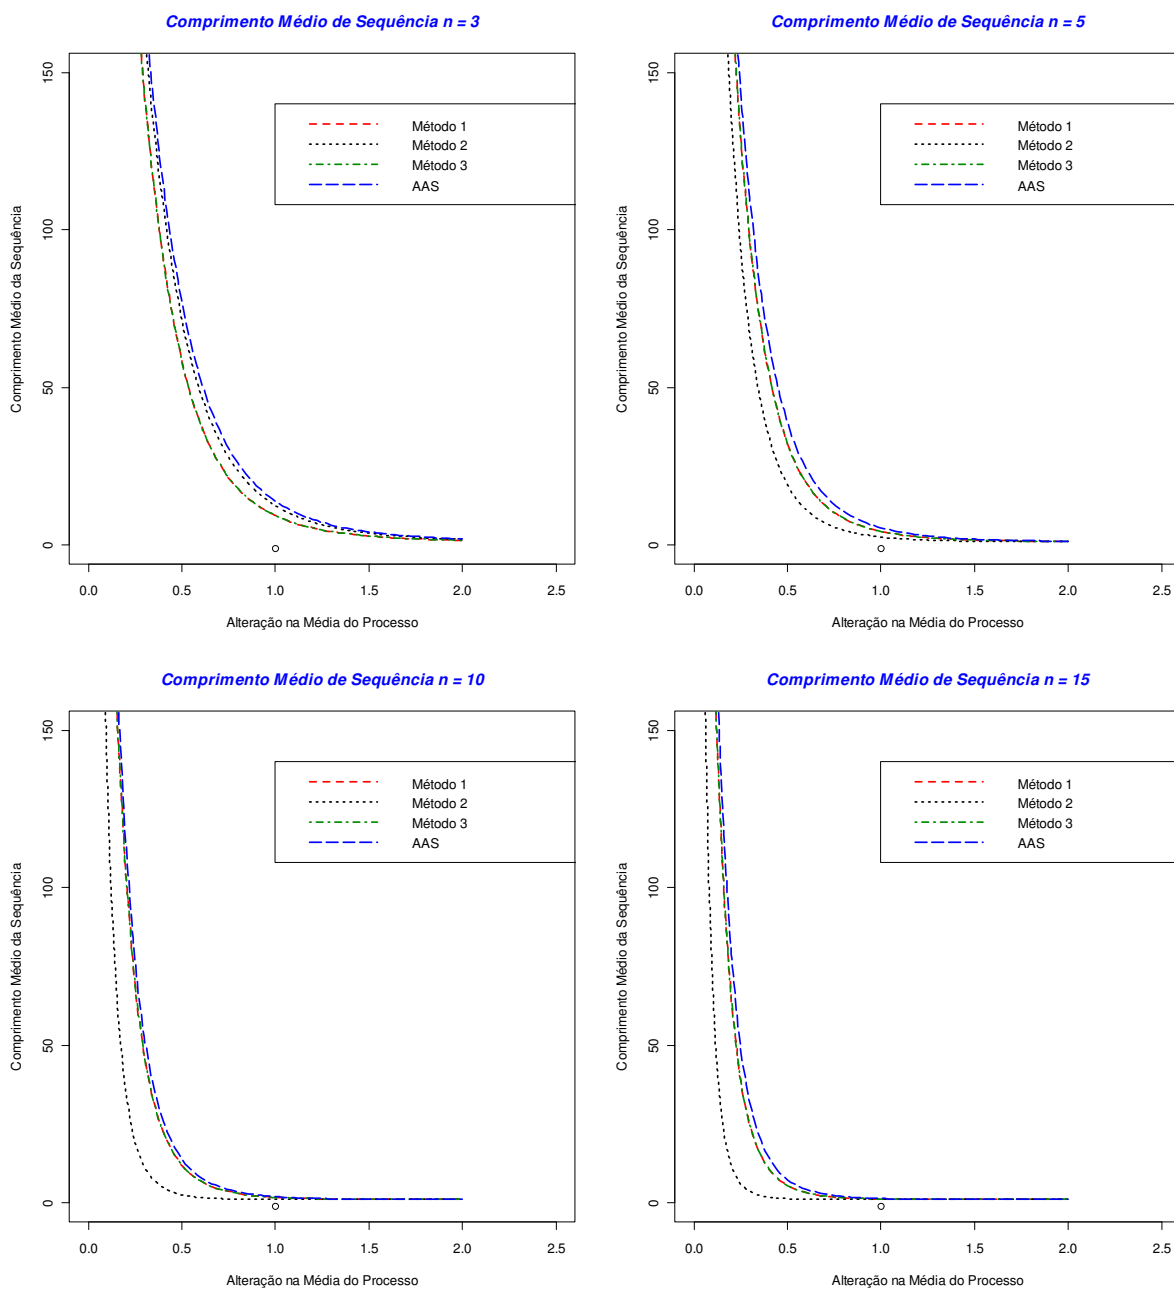 Comprimento Médio de Sequência n = 3
Comprimento Médio da Sequência
150
100
50
0
Método 1
Método 2
Método 3
AAS
0.0 0.5 1.0 1.5 2.0 2.5
Alteração na Média do Processo
Comprimento Médio de Sequência n = 5
Comprimento Médio da Sequência
150
100
50
0
Método 1
Método 2
Método 3
AAS
0.0 0.5 1.0 1.5 2.0 2.5
Alteração na Média do Processo
Comprimento Médio de Sequência n = 10
Comprimento Médio da Sequência
150
100
50
0
Método 1
Método 2
Método 3
AAS
0.0 0.5 1.0 1.5 2.0 2.5
Alteração na Média do Processo
Comprimento Médio de Sequência n = 15
Comprimento Médio da Sequência
150
100
50
0
Método 1
Método 2
Método 3
AAS
0.0 0.5 1.0 1.5 2.0 2.5
Alteração na Média do Processo